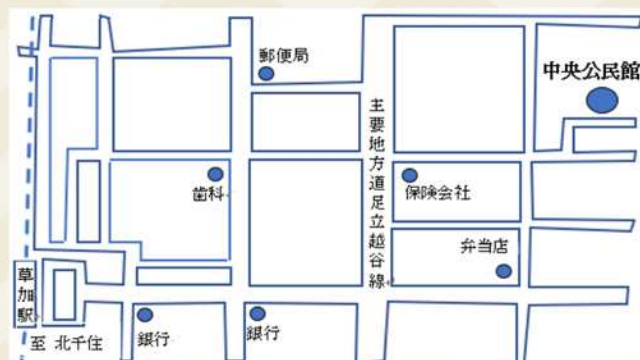 郵便局
中央公民館
主要地方道足立越谷線
歯科
保険会社
弁当店
草加駅
銀行
銀行
至 北千住